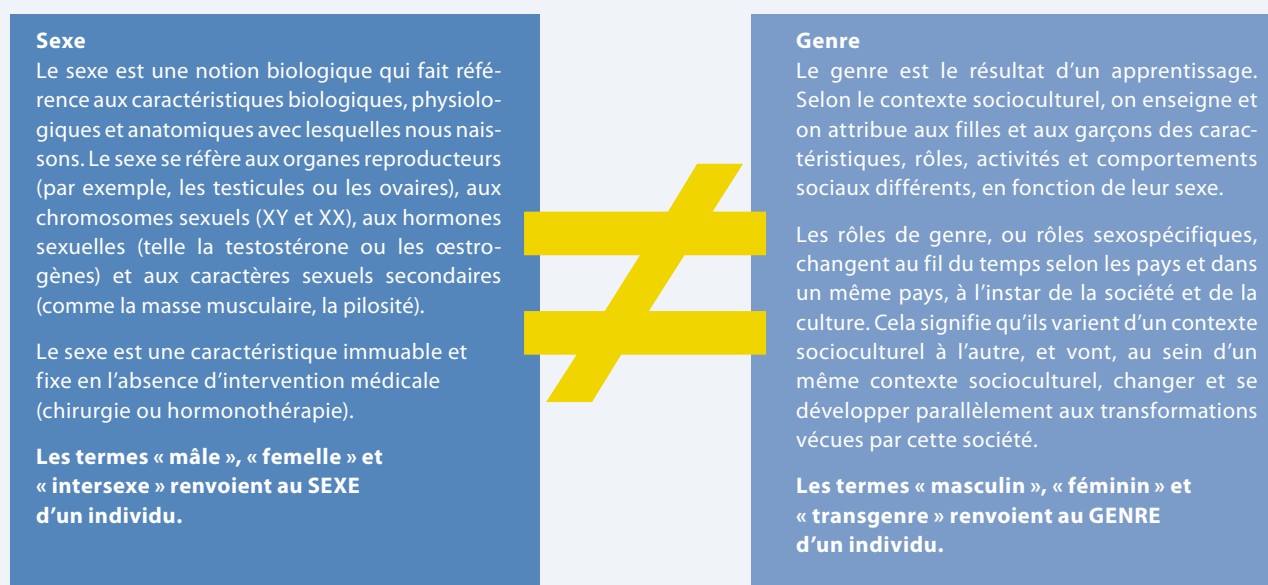 Sexe
Le sexe est une notion biologique qui fait réfé-
rence aux caractéristiques biologiques, physiolo-
giques et anatomiques avec lesquelles nous nais-
sons. Le sexe se réfère aux organes reproducteurs
(par exemple, les testicules ou les ovaires), aux
chromosomes sexuels (XY et XX), aux hormones
sexuelles (telle la testostérone ou les œstro-
gènes) et aux caractères sexuels secondaires
(comme la masse musculaire, la pilosité).
Le sexe est une caractéristique immuable et
fixe en l'absence d'intervention médicale
(chirurgie ou hormonothérapie).
Les termes « mâle », « femelle » et
« intersexe » renvoient au SEXE
d'un individu.
≠
Genre
Le genre est le résultat d'un apprentissage.
Selon le contexte socioculturel, on enseigne et
on attribue aux filles et aux garçons des carac-
téristiques, rôles, activités et comportements
sociaux différents, en fonction de leur sexe.
Les rôles de genre, ou rôles sexospécifiques,
changent au fil du temps selon les pays et dans
un même pays, à l'instar de la société et de la
culture. Cela signifie qu'ils varient d'un contexte
socioculturel à l'autre, et vont, au sein d'un
même contexte socioculturel, changer et se
développer parallèlement aux transformations
vécues par cette société.
Les termes « masculin », « féminin » et
« transgenre » renvoient au GENRE
d'un individu.